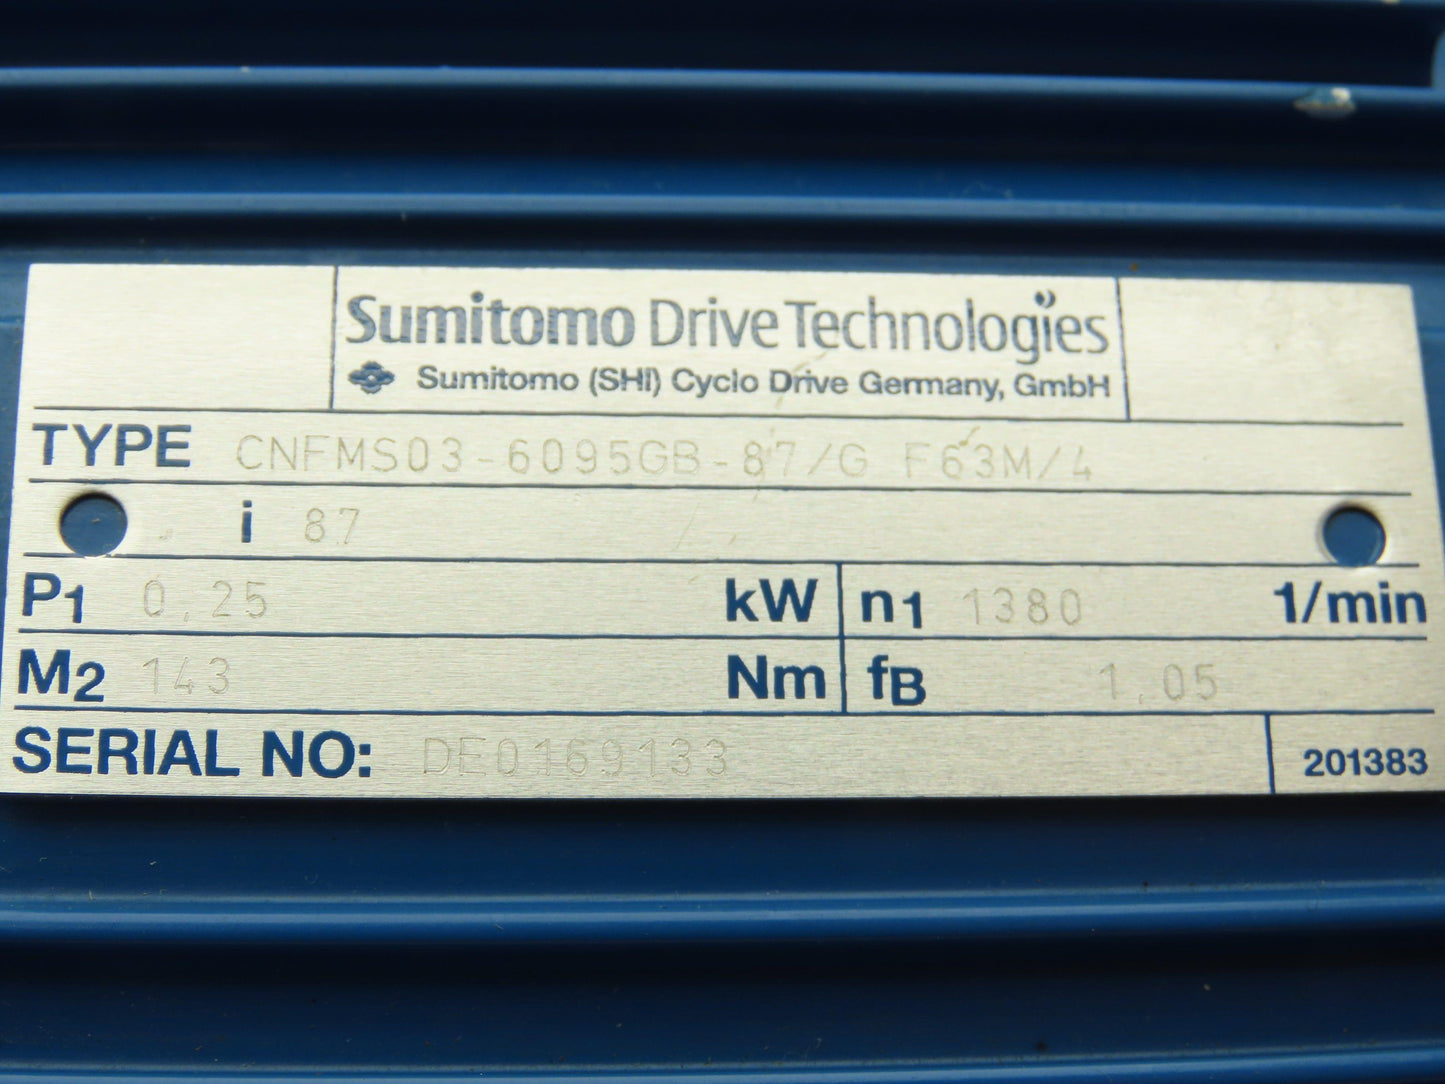 Sumitomo Drive Technologies
Sumitomo (SHI) Cyclo Drive Germany, GmbH
TYPE CNFMS03-6095GB-87/G F63M/4
i 87
P1 0.25 kW n1 1380 1/min
M2 143 Nm fB 1.05
SERIAL NO: DE0169133 201383